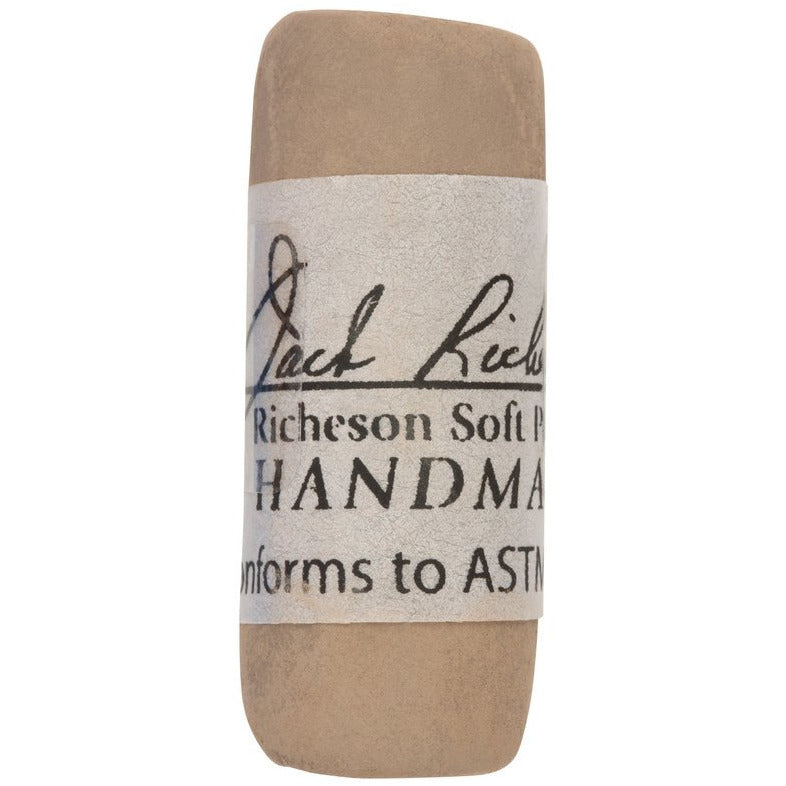 Jack Riche
Richeson Soft P
HANDMA
onforms to ASTM